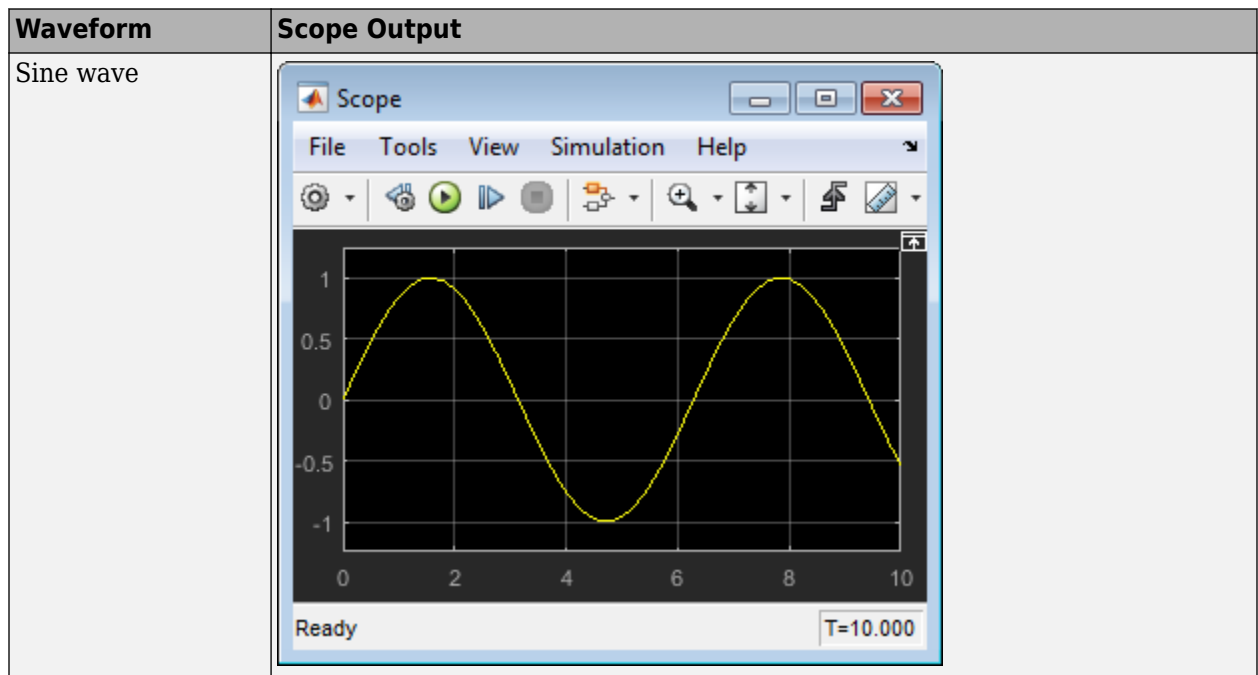 Waveform Scope Output
Sine wave
Scope
File Tools View Simulation Help
1
0.5
0
-0.5
-1
0 2 4 6 8 10
Ready T=10.000